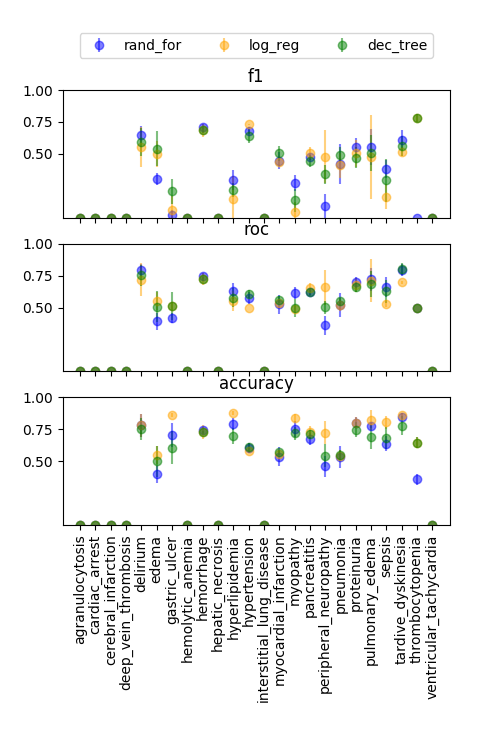 rand_for log_reg dec_tree
f1
1.00
0.75
0.50
roc
1.00
0.75
0.50
accuracy
1.00
0.75
0.50
agranulocytosis
cardiac_arrest
cerebral_infarction
deep_vein_thrombosis
delirium
edema
gastric_ulcer
hemolytic_anemia
hemorrhage
hepatic_necrosis
hyperlipidemia
hypertension
interstitial_lung_disease
myocardial_infarction
myopathy
pancreatitis
peripheral_neuropathy
pneumonia
proteinuria
pulmonary_edema
sepsis
tardive_dyskinesia
thrombocytopenia
ventricular_tachycardia